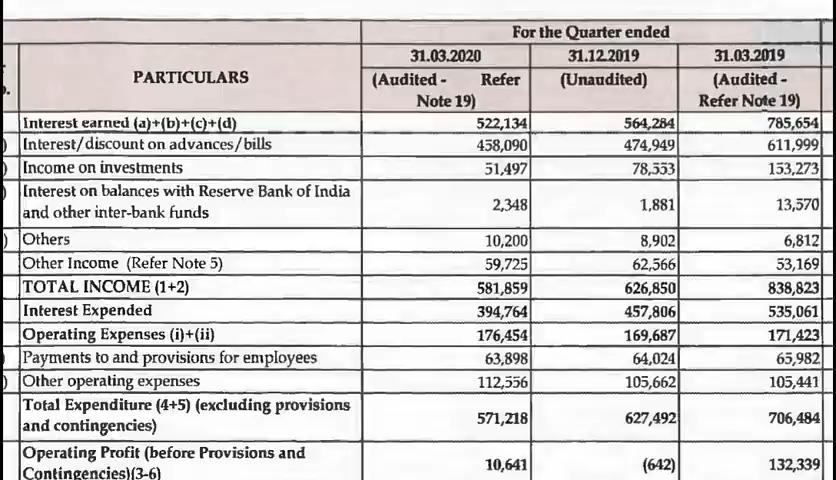 For the Quarter ended
31.03.2020 31.12.2019 31.03.2019
PARTICULARS (Audited - Refer Note 19) (Unaudited) (Audited - Refer Note 19)
Interest earned (a)+(b)+(c)+(d) 522,134 564,284 785,654
) Interest/discount on advances/bills 458,090 474,949 611,999
) Income on investments 51,497 78,553 153,273
) Interest on balances with Reserve Bank of India
and other inter-bank funds 2,348 1,881 13,570
) Others 10,200 8,902 6,812
Other Income (Refer Note 5) 59,725 62,566 53,169
TOTAL INCOME (1+2) 581,859 626,850 838,823
Interest Expended 394,764 457,806 535,061
Operating Expenses (i)+(ii) 176,454 169,687 171,423
) Payments to and provisions for employees 63,898 64,024 65,982
) Other operating expenses 112,556 105,662 105,441
Total Expenditure (4+5) (excluding provisions
and contingencies) 571,218 627,492 706,484
Operating Profit (before Provisions and
Contingencies)(3-6) 10,641 (642) 132,339